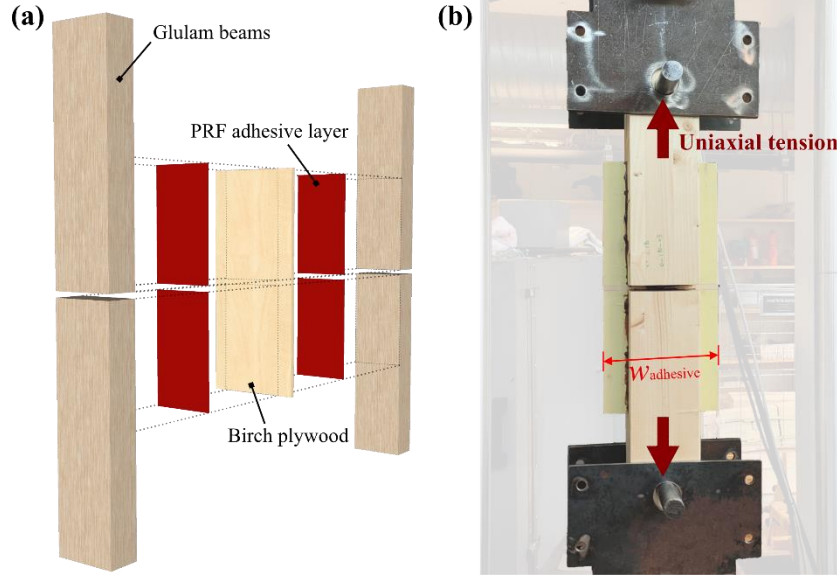 (a)
Glulam beams
PRF adhesive layer
Birch plywood
(b)
Uniaxial tension
Wadhesive